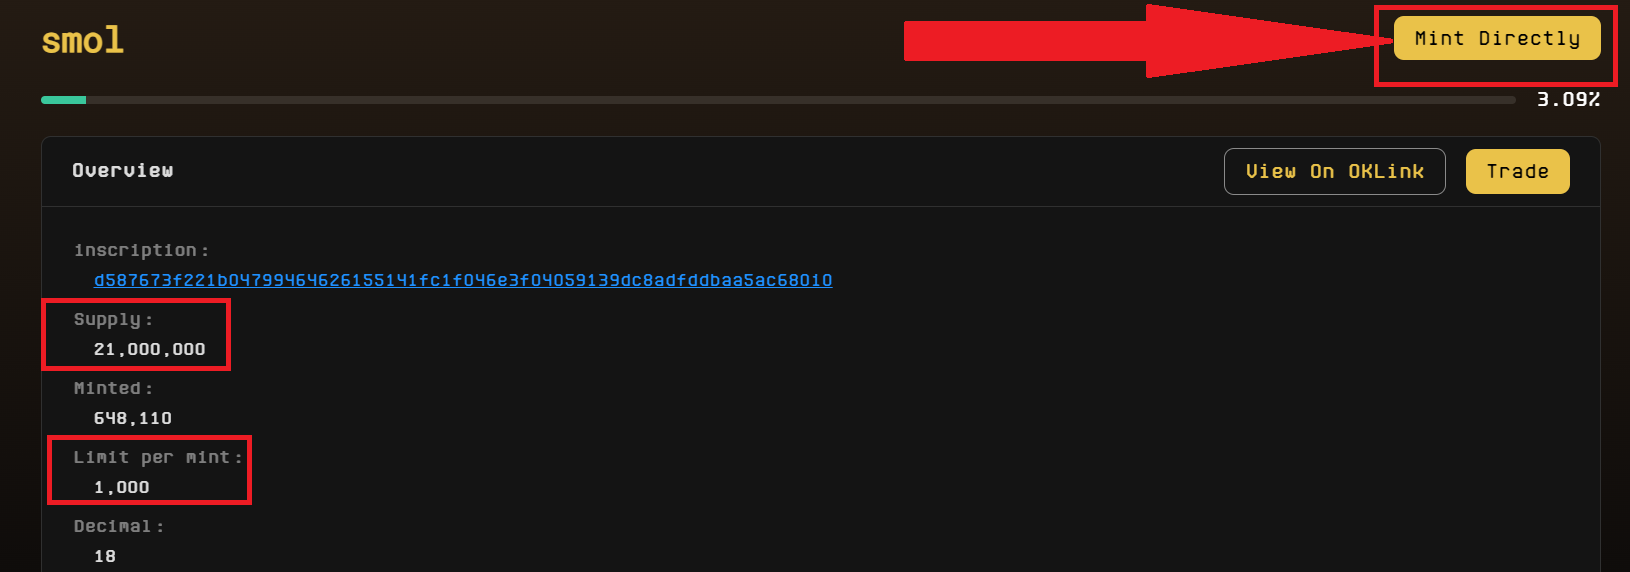 smol
Mint Directly
3.09%
Overview
View On OKLink
Trade
inscription:
d587673f221b04799464626155141fc1f046e3f04059139dc8adfddbaa5ac68010
Supply:
21,000,000
Minted:
648,110
Limit per mint:
1,000
Decimal:
18